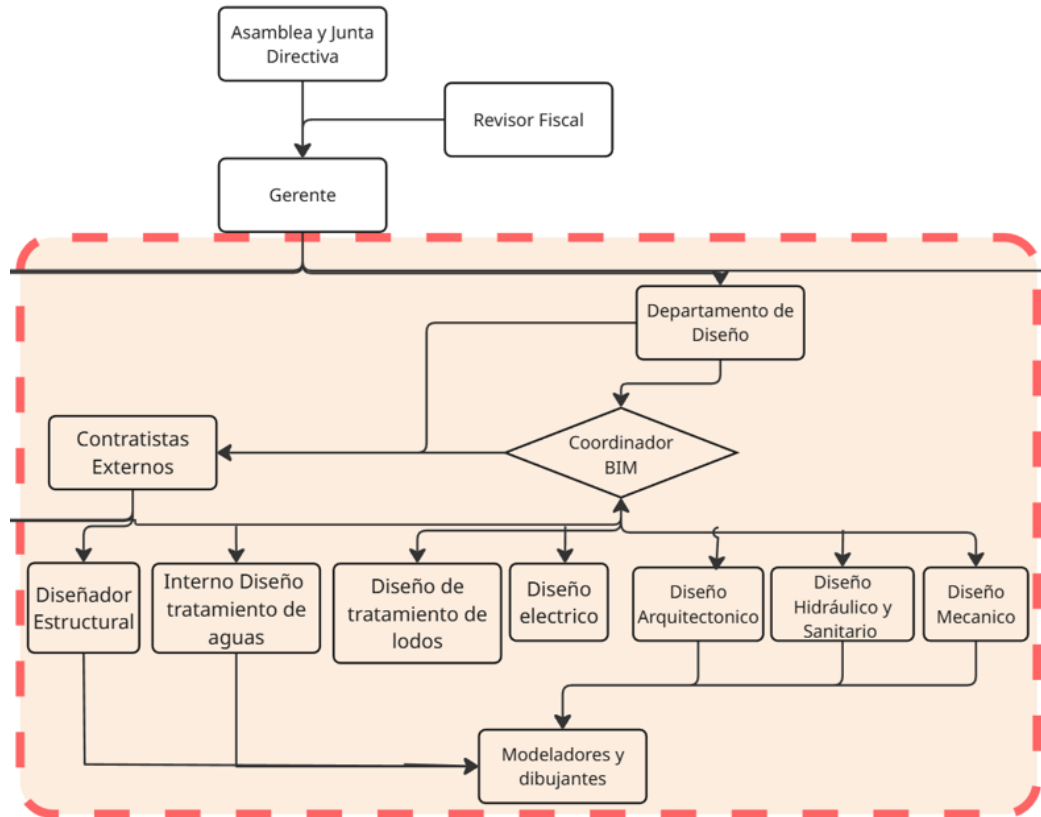 Asamblea y Junta
Directiva
Revisor Fiscal
Gerente
Departamento de
Diseño
Coordinador
BIM
Contratistas
Externos
Diseñador
Estructural
Interno Diseño
tratamiento de
aguas
Diseño de
tratamiento de
lodos
Diseño
electrico
Diseño
Arquitectonico
Diseño
Hidráulico y
Sanitario
Diseño
Mecanico
Modeladores y
dibujantes